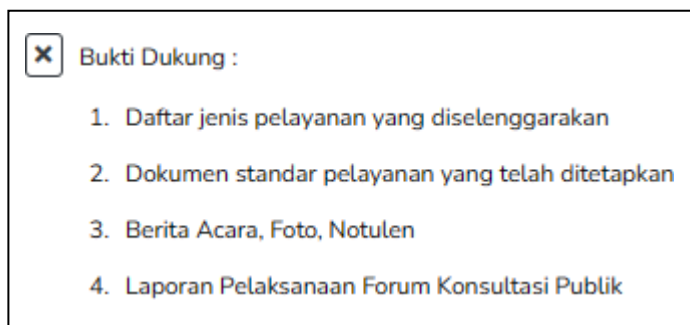 Bukti Dukung :
1. Daftar jenis pelayanan yang diselenggarakan
2. Dokumen standar pelayanan yang telah ditetapkan
3. Berita Acara, Foto, Notulen
4. Laporan Pelaksanaan Forum Konsultasi Publik